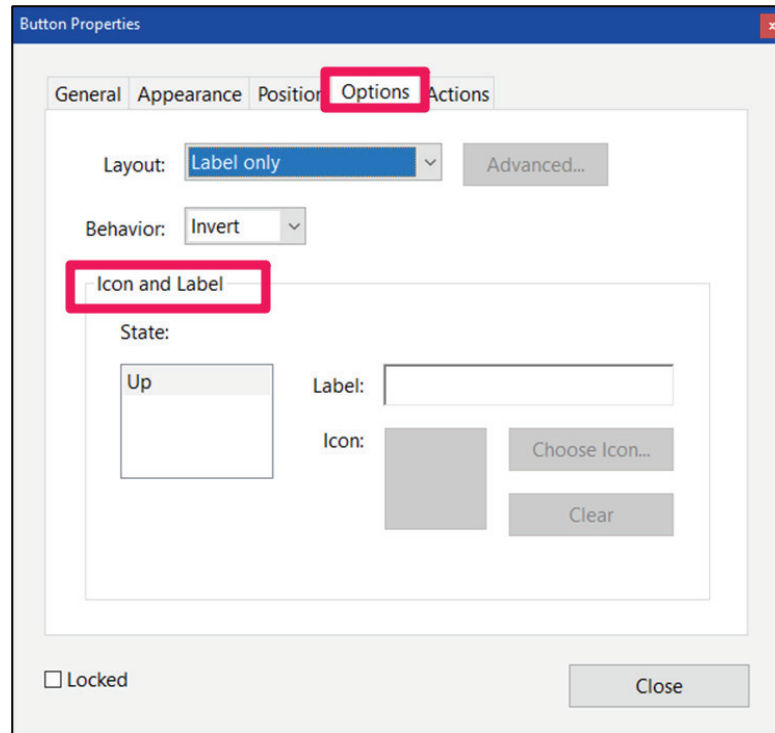 Button Properties
x
General Appearance Position Options Actions
Layout: Label only Advanced...
Behavior: Invert
Icon and Label
State:
Up Label:
Icon: Choose Icon...
Clear
Locked Close